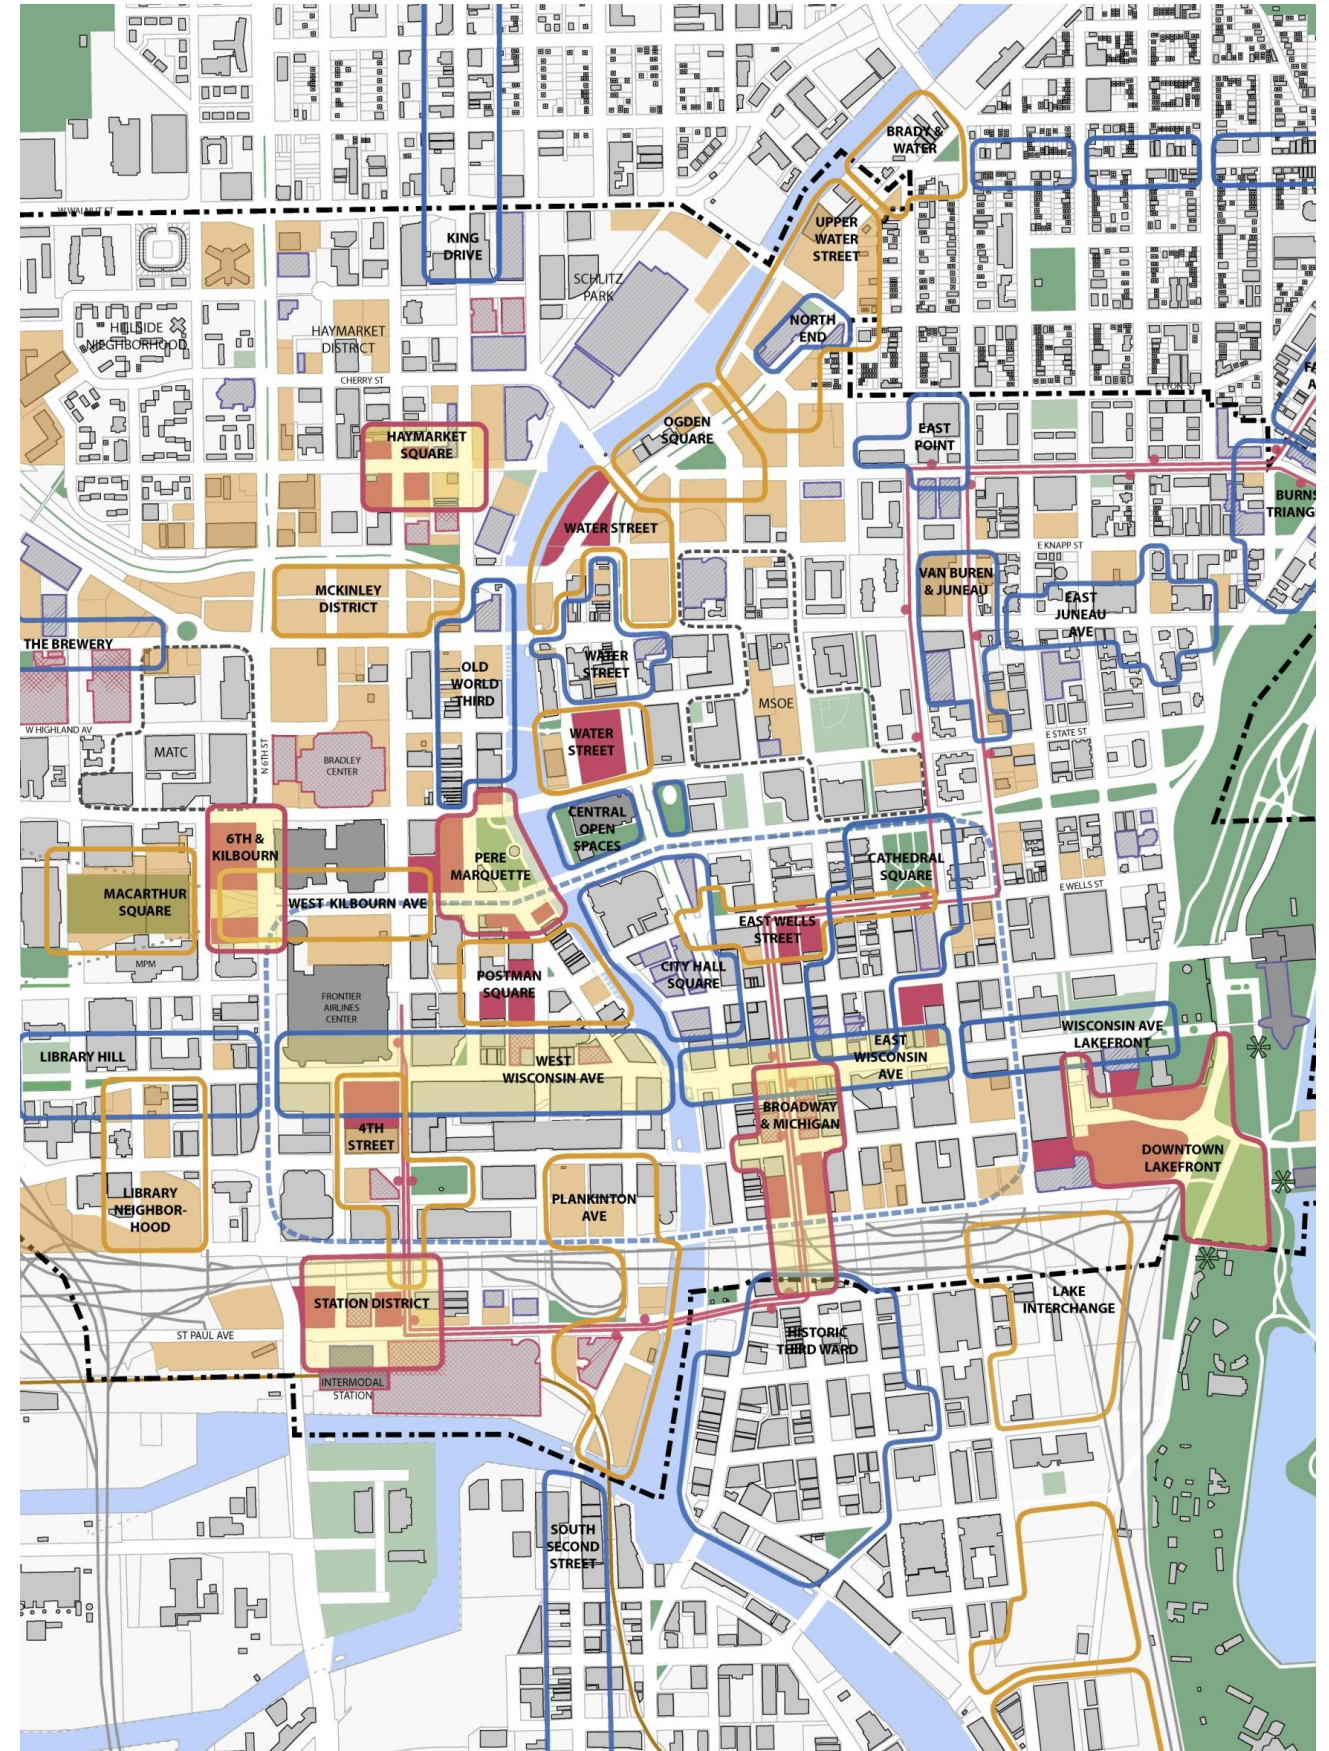 BRADY &
WATER
W WALNUT ST
UPPER
WATER
STREET
KING
DRIVE
SCHLITZ
PARK
NORTH
END
HILLSIDE
NIEGHBORHOOD
HAYMARKET
DISTRICT
CHERRY ST
E LYON ST
OGDEN
SQUARE
EAST
POINT
HAYMARKET
SQUARE
BURNS
TRIANG
WATER STREET
E KNAPP ST
MCKINLEY
DISTRICT
VAN BUREN
& JUNEAU
EAST
JUNEAU
AVE
THE BREWERY
OLD
WORLD
THIRD
WATER
STREET
MSOE
W HIGHLAND AV
MATC
N 6TH ST
BRADLEY
CENTER
WATER
STREET
E STATE ST
CENTRAL
OPEN
SPACES
6TH &
KILBOURN
PERE
MARQUETTE
CATHEDRAL
SQUARE
E WELLS ST
MACARTHUR
SQUARE
WEST KILBOURN AVE
EAST WELLS
STREET
MPM
POSTMAN
SQUARE
CITY HALL
SQUARE
FRONTIER
AIRLINES
CENTER
WISCONSIN AVE
LAKEFRONT
LIBRARY HILL
WEST
WISCONSIN AVE
EAST
WISCONSIN
AVE
BROADWAY
& MICHIGAN
4TH
STREET
DOWNTOWN
LAKEFRONT
LIBRARY
NEIGHBOR-
HOOD
PLANKINTON
AVE
STATION DISTRICT
LAKE
INTERCHANGE
ST PAUL AVE
HISTORIC
THIRD WARD
INTERMODAL
STATION
SOUTH
SECOND
STREET